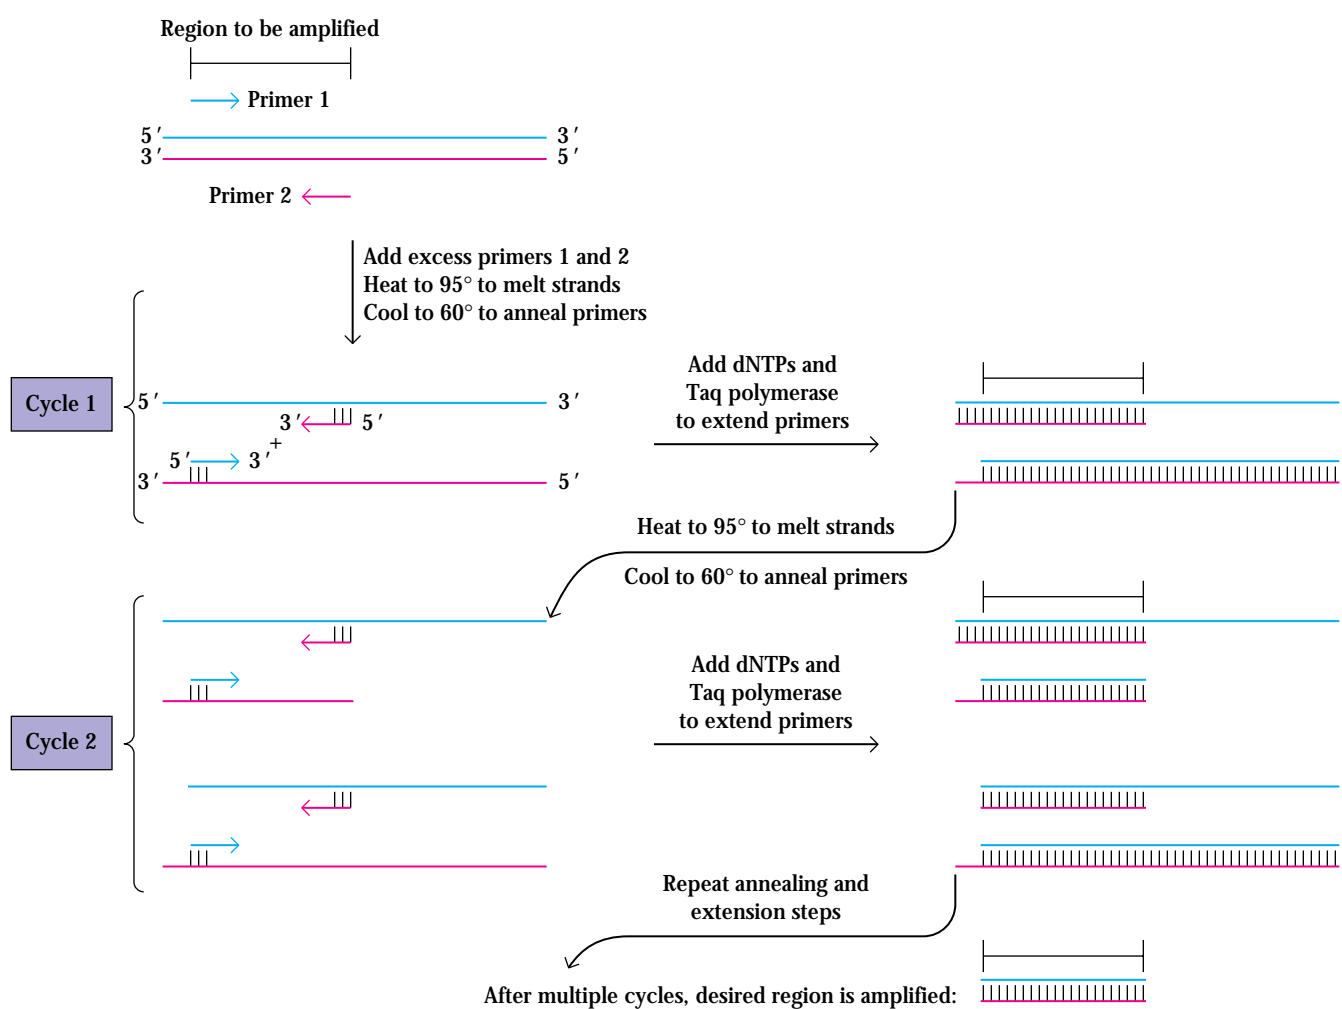 Region to be amplified
Primer 1
5′ 3′
3′ 5′
Primer 2
Add excess primers 1 and 2
Heat to 95° to melt strands
Cool to 60° to anneal primers
Cycle 1
5′ 3′
3′ 5′
+
5′ 3′
3′ 5′
Add dNTPs and
Taq polymerase
to extend primers
Heat to 95° to melt strands
Cool to 60° to anneal primers
Cycle 2
Add dNTPs and
Taq polymerase
to extend primers
Repeat annealing and
extension steps
After multiple cycles, desired region is amplified: